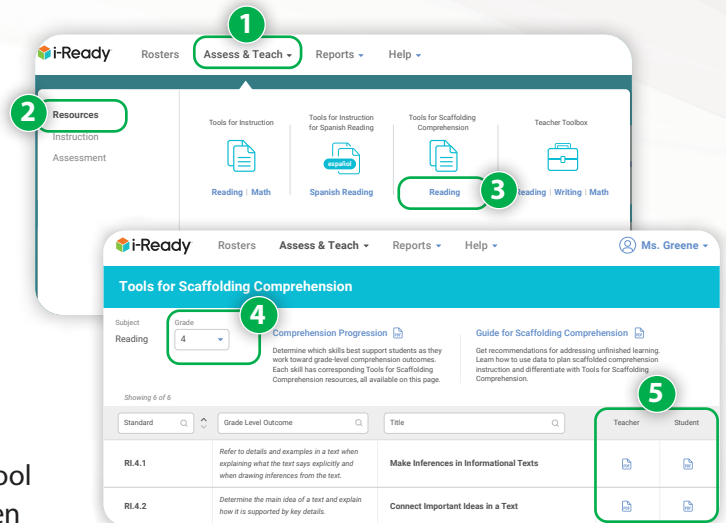 1
i-Ready Rosters Assess & Teach Reports Help
2
Resources
Instruction
Assessment
Tools for Instruction
Reading | Math
Tools for Instruction
for Spanish Reading
español
Spanish Reading
Tools for Scaffolding
Comprehension
Reading
3
Teacher Toolbox
Reading | Writing | Math
i-Ready Rosters Assess & Teach Reports Help Ms. Greene
Tools for Scaffolding Comprehension
Subject
Reading
Grade
4
4
Comprehension Progression PDF
Determine which skills best support students as they
work toward grade-level comprehension outcomes.
Each skill has corresponding Tools for Scaffolding
Comprehension resources, all available on this page.
Guide for Scaffolding Comprehension PDF
Get recommendations for addressing unfinished learning.
Learn how to use data to plan scaffolded comprehension
instruction and differentiate with Tools for Scaffolding
Comprehension.
Showing 6 of 6
5
Standard Grade Level Outcome Title Teacher Student
RI.4.1
Refer to details and examples in a text when
explaining what the text says explicitly and
when drawing inferences from the text.
Make Inferences in Informational Texts
PDF PDF
RI.4.2
Determine the main idea of a text and explain
how it is supported by key details.
Connect Important Ideas in a Text
PDF PDF